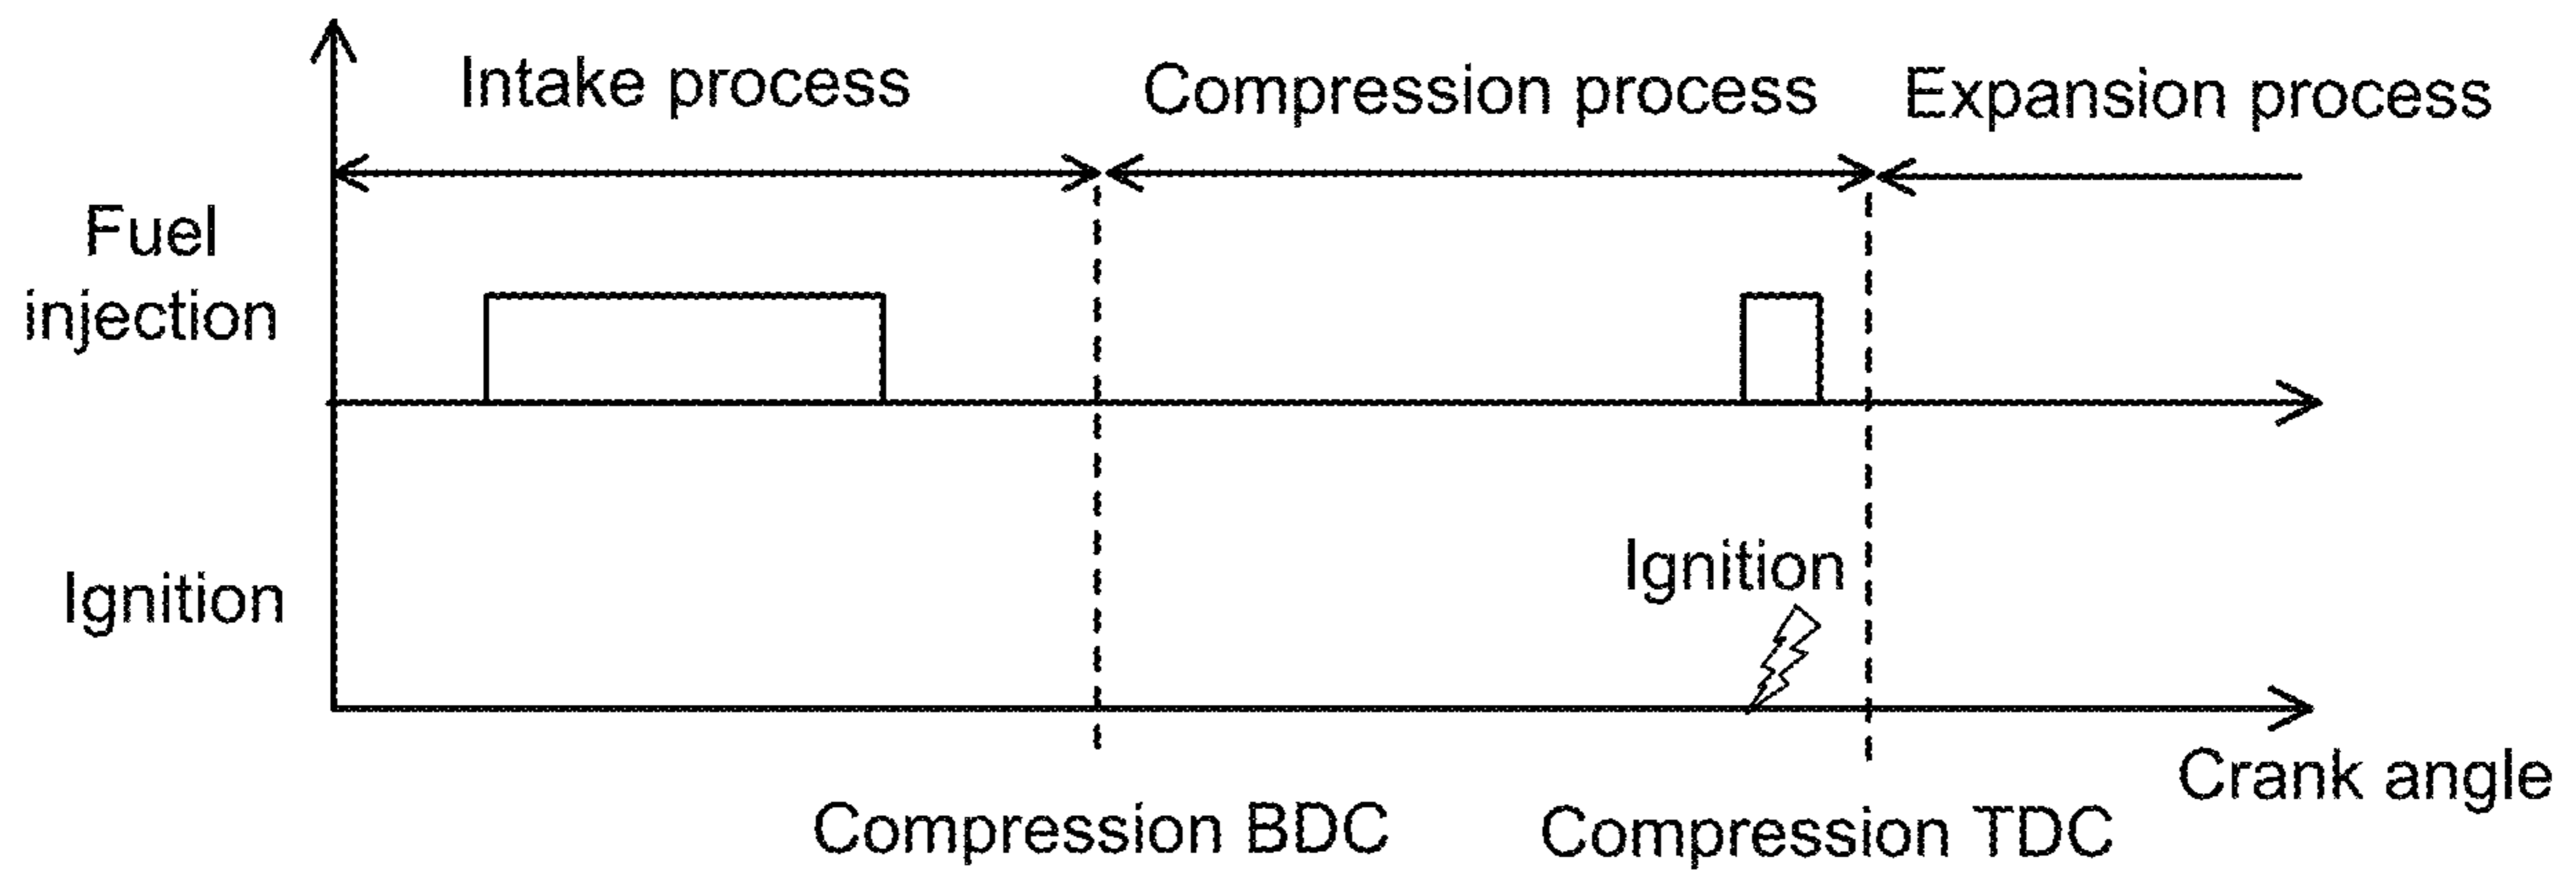 Intake process
Compression process
Expansion process
Fuel
injection
Ignition
Ignition
Crank angle
Compression BDC
Compression TDC